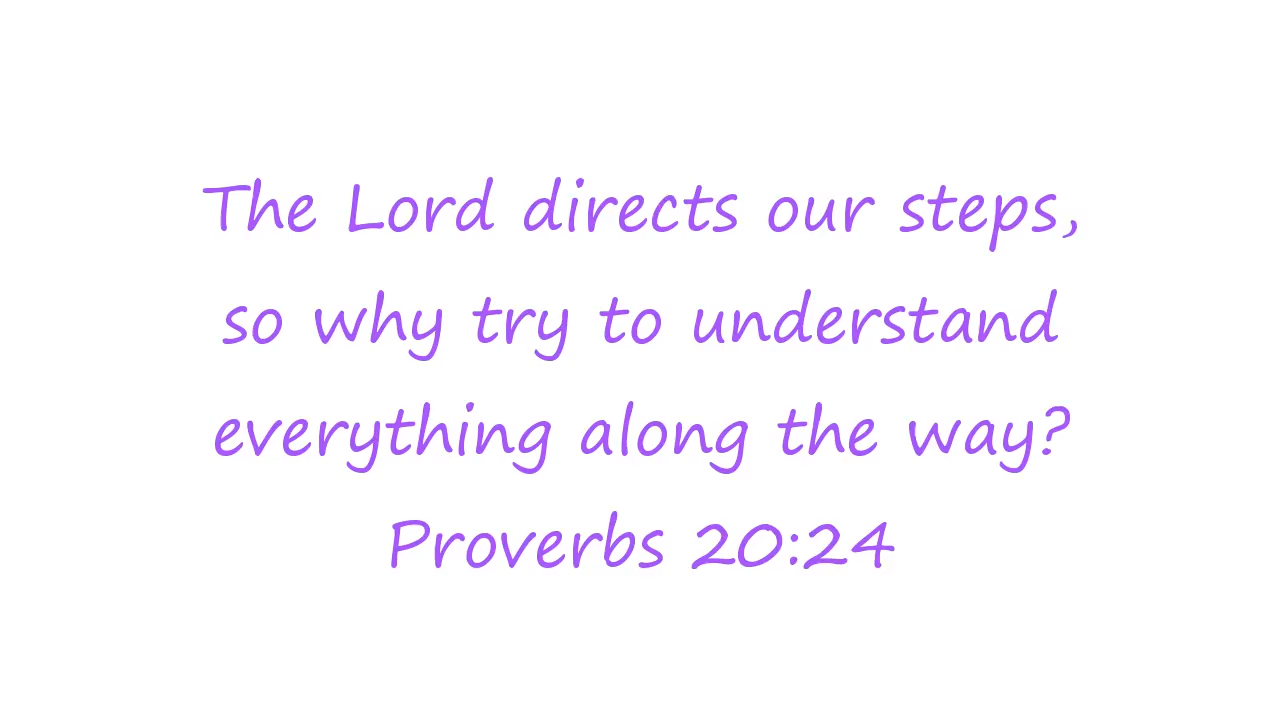 The Lord directs our steps,
so why try to understand
everything along the way?
Proverbs 20:24